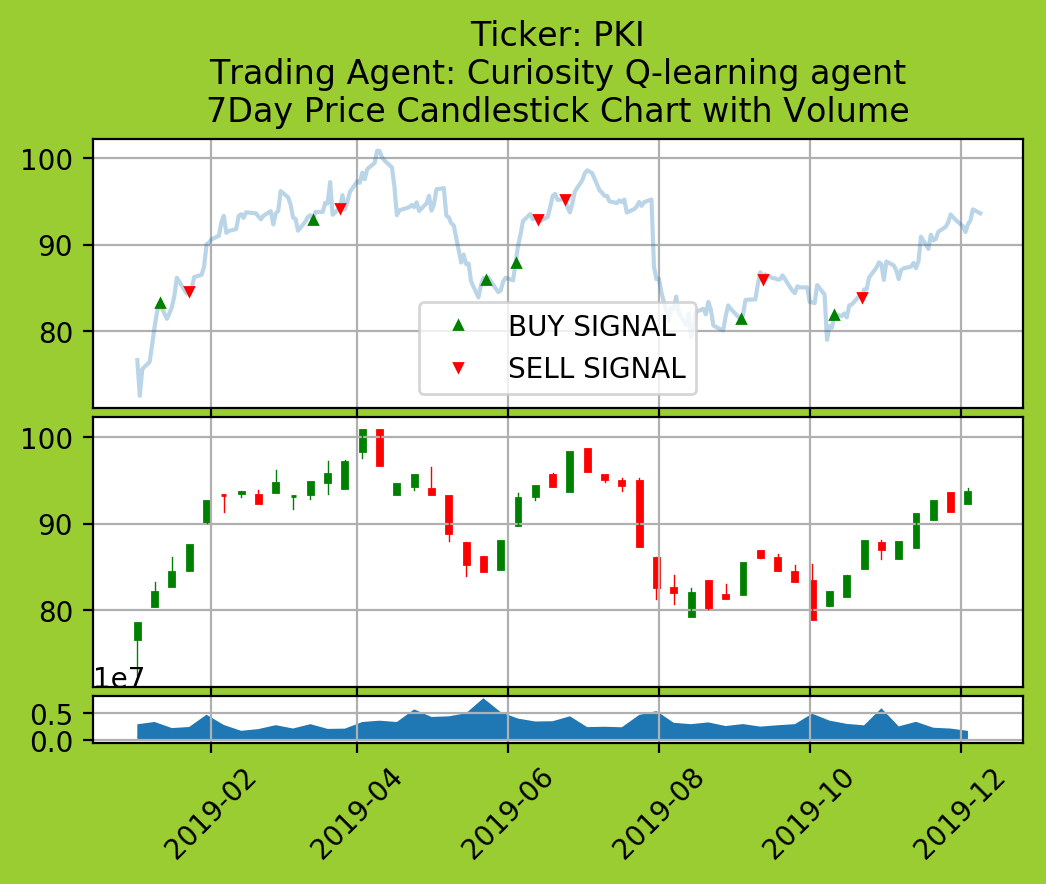 Ticker: PKI
Trading Agent: Curiosity Q-learning agent
7Day Price Candlestick Chart with Volume
100
90
80
BUY SIGNAL
SELL SIGNAL
100
90
80
1e7
0.5
0.0
2019-02
2019-04
2019-06
2019-08
2019-10
2019-12